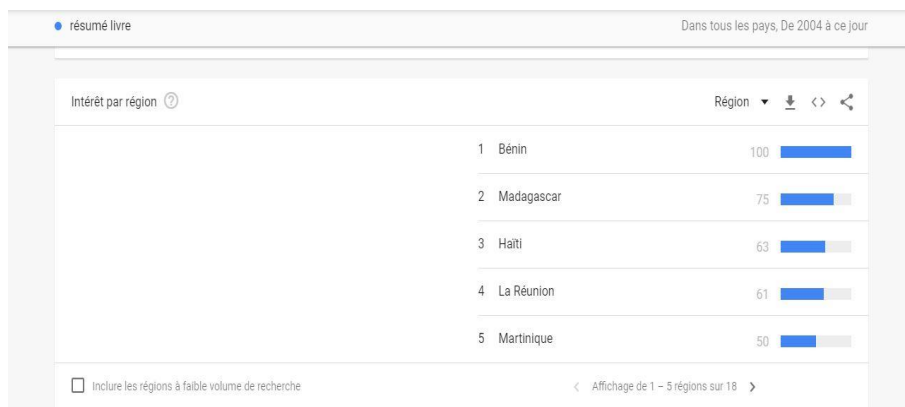 résumé livre Dans tous les pays, De 2004 à ce jour
Intérêt par région Région
1 Bénin 100
2 Madagascar 75
3 Haïti 63
4 La Réunion 61
5 Martinique 50
Inclure les régions à faible volume de recherche Affichage de 1 – 5 régions sur 18